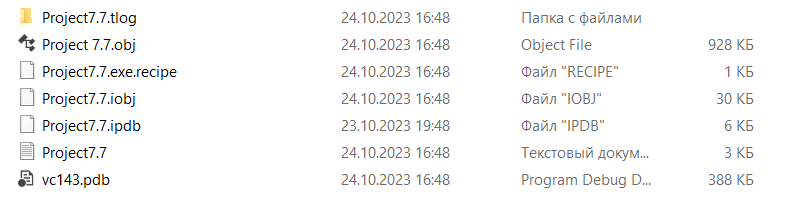 Project7.7.tlog 24.10.2023 16:48 Папка с файлами
Project 7.7.obj 24.10.2023 16:48 Object File 928 КБ
Project7.7.exe.recipe 24.10.2023 16:48 Файл "RECIPE" 1 КБ
Project7.7.iobj 24.10.2023 16:48 Файл "IOBJ" 30 КБ
Project7.7.ipdb 23.10.2023 19:48 Файл "IPDB" 6 КБ
Project7.7 24.10.2023 16:48 Текстовый докум... 3 КБ
vc143.pdb 24.10.2023 16:48 Program Debug D... 388 КБ